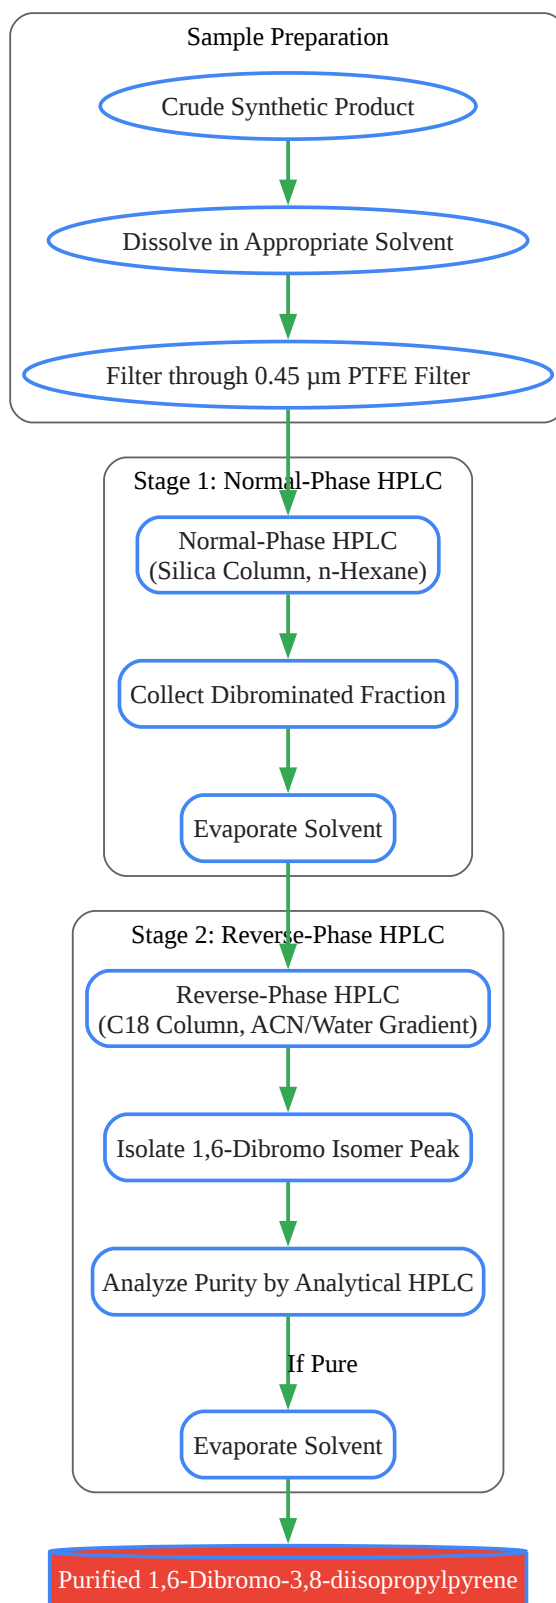 Sample Preparation
Crude Synthetic Product
Dissolve in Appropriate Solvent
Filter through 0.45 µm PTFE Filter
Stage 1: Normal-Phase HPLC
Normal-Phase HPLC
(Silica Column, n-Hexane)
Collect Dibrominated Fraction
Evaporate Solvent
Stage 2: Reverse-Phase HPLC
Reverse-Phase HPLC
(C18 Column, ACN/Water Gradient)
Isolate 1,6-Dibromo Isomer Peak
Analyze Purity by Analytical HPLC
If Pure
Evaporate Solvent
Purified 1,6-Dibromo-3,8-diisopropylpyrene